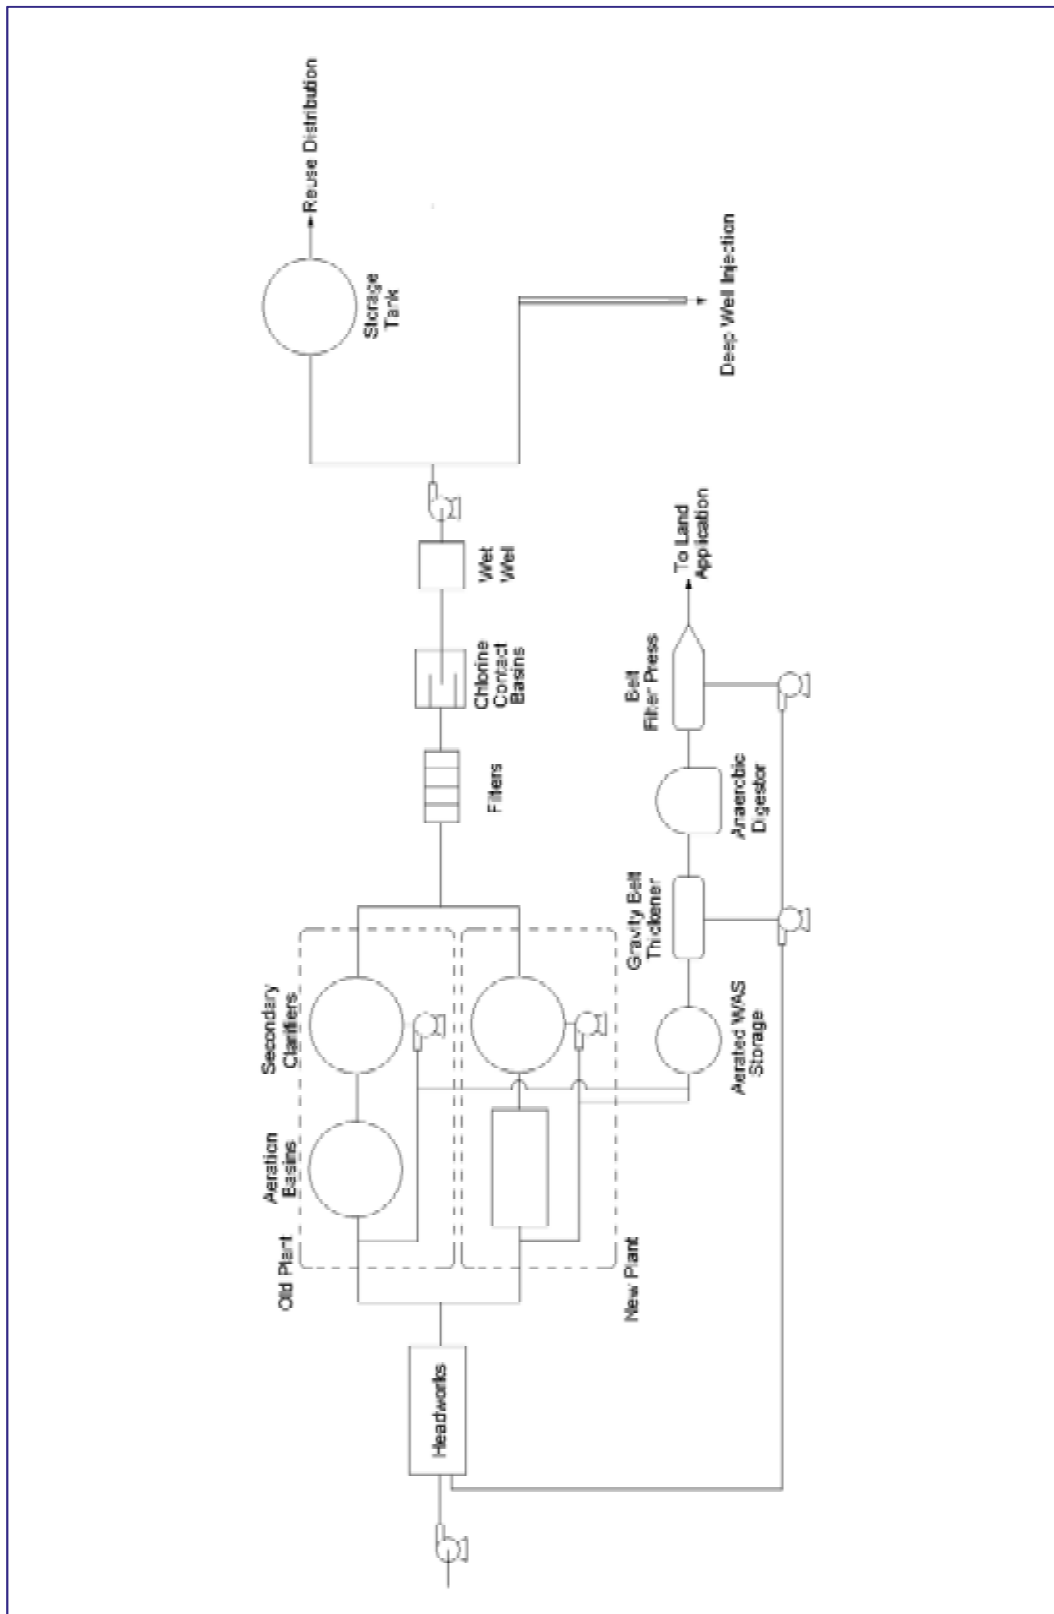 Headworks
Old Plant
Aeration
Basins
Secondary
Clarifiers
New Plant
Filters
Chlorine
Contact
Basins
Wet
Well
Storage
Tank
Reuse Distribution
Deep Well Injection
Aerated WAS
Storage
Gravity Belt
Thickener
Anaerobic
Digestor
Belt
Filter Press
To Land
Application